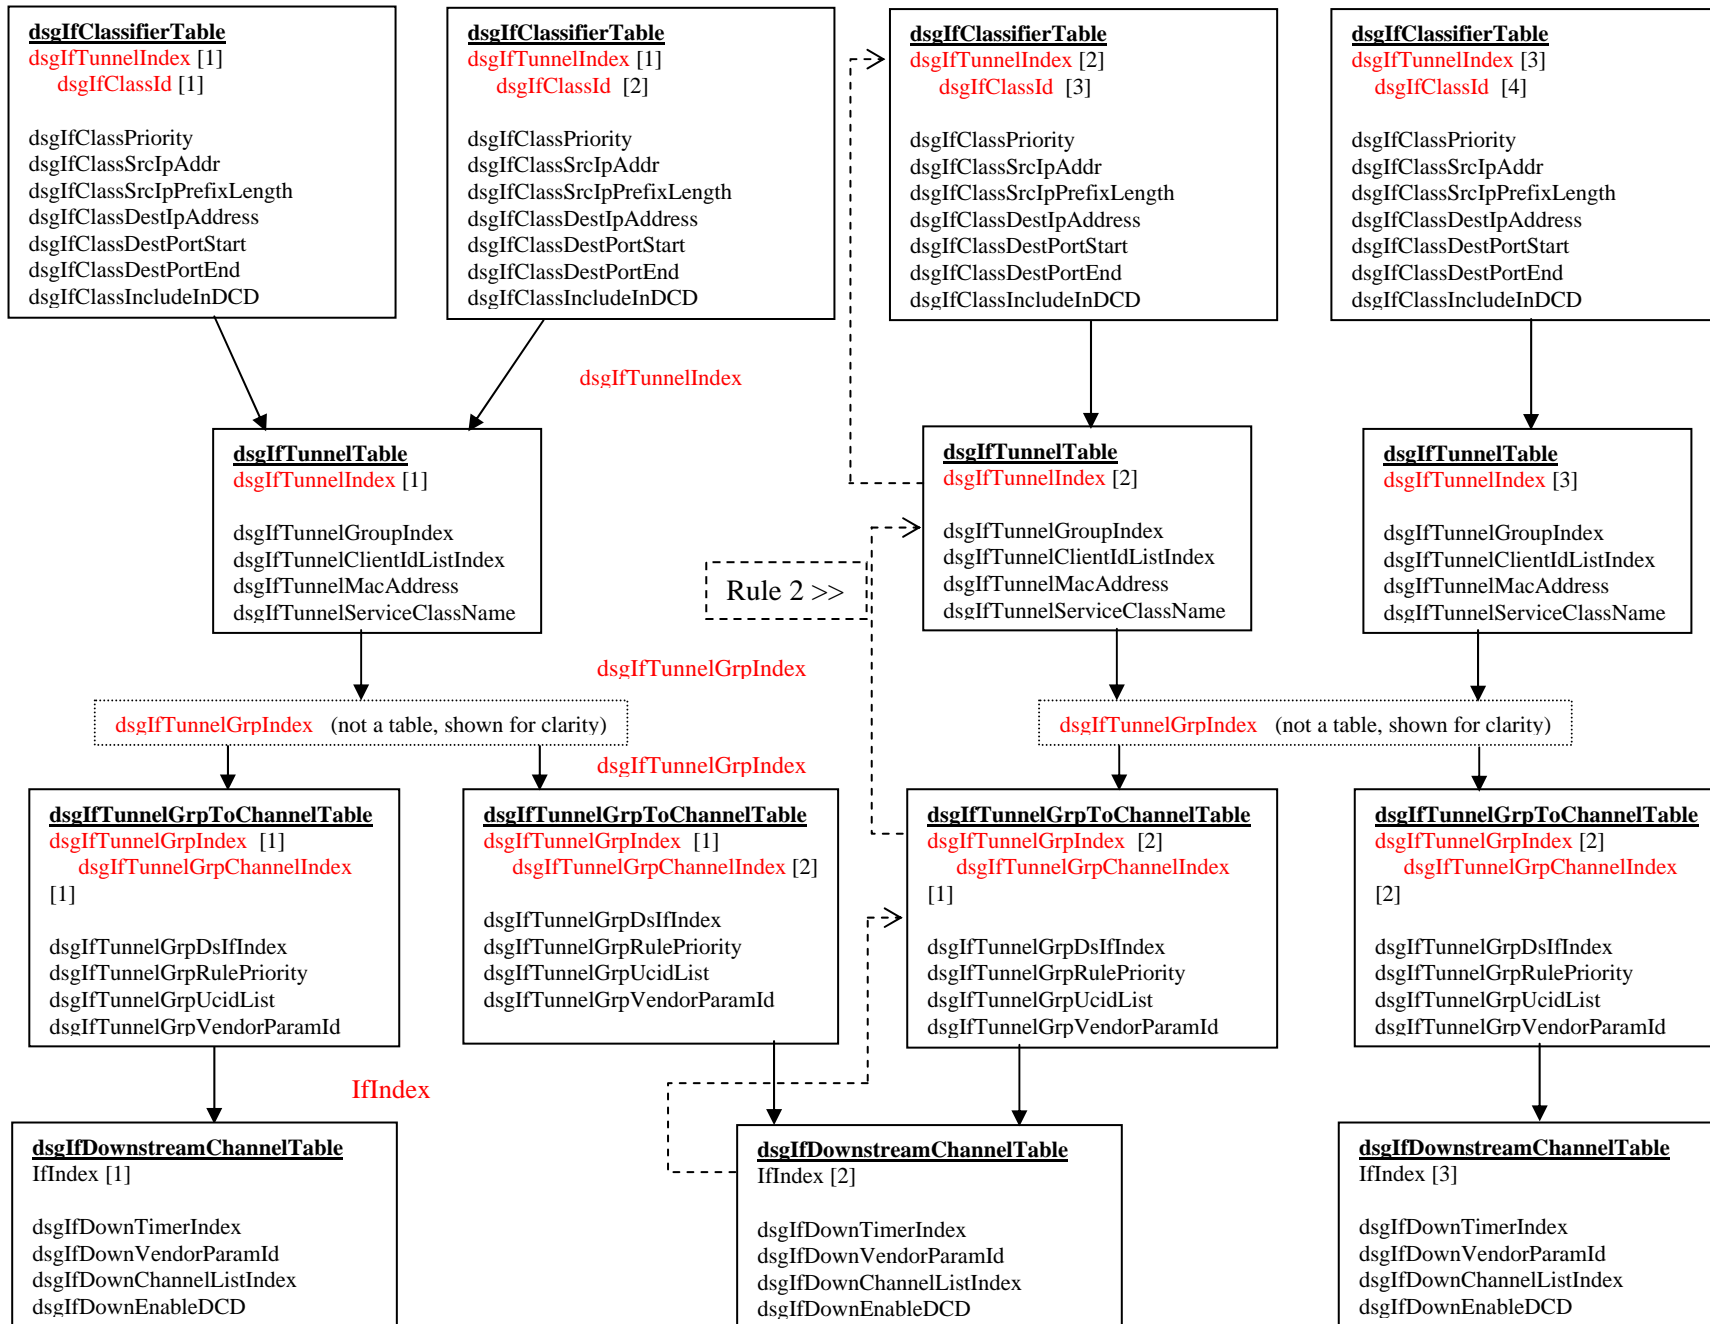 dsgIfClassifierTable
dsgIfTunnelIndex [1]
dsgIfClassId [1]
dsgIfClassPriority
dsgIfClassSrcIpAddr
dsgIfClassSrcIpPrefixLength
dsgIfClassDestIpAddress
dsgIfClassDestPortStart
dsgIfClassDestPortEnd
dsgIfClassIncludeInDCD
dsgIfClassifierTable
dsgIfTunnelIndex [1]
dsgIfClassId [2]
dsgIfClassPriority
dsgIfClassSrcIpAddr
dsgIfClassSrcIpPrefixLength
dsgIfClassDestIpAddress
dsgIfClassDestPortStart
dsgIfClassDestPortEnd
dsgIfClassIncludeInDCD
dsgIfClassifierTable
dsgIfTunnelIndex [2]
dsgIfClassId [3]
dsgIfClassPriority
dsgIfClassSrcIpAddr
dsgIfClassSrcIpPrefixLength
dsgIfClassDestIpAddress
dsgIfClassDestPortStart
dsgIfClassDestPortEnd
dsgIfClassIncludeInDCD
dsgIfClassifierTable
dsgIfTunnelIndex [3]
dsgIfClassId [4]
dsgIfClassPriority
dsgIfClassSrcIpAddr
dsgIfClassSrcIpPrefixLength
dsgIfClassDestIpAddress
dsgIfClassDestPortStart
dsgIfClassDestPortEnd
dsgIfClassIncludeInDCD
dsgIfTunnelIndex
dsgIfTunnelTable
dsgIfTunnelIndex [1]
dsgIfTunnelGroupIndex
dsgIfTunnelClientIdListIndex
dsgIfTunnelMacAddress
dsgIfTunnelServiceClassName
Rule 2 >>
dsgIfTunnelTable
dsgIfTunnelIndex [2]
dsgIfTunnelGroupIndex
dsgIfTunnelClientIdListIndex
dsgIfTunnelMacAddress
dsgIfTunnelServiceClassName
dsgIfTunnelTable
dsgIfTunnelIndex [3]
dsgIfTunnelGroupIndex
dsgIfTunnelClientIdListIndex
dsgIfTunnelMacAddress
dsgIfTunnelServiceClassName
dsgIfTunnelGrpIndex
dsgIfTunnelGrpIndex (not a table, shown for clarity)
dsgIfTunnelGrpIndex (not a table, shown for clarity)
dsgIfTunnelGrpIndex
dsgIfTunnelGrpToChannelTable
dsgIfTunnelGrpIndex [1]
dsgIfTunnelGrpChannelIndex
[1]
dsgIfTunnelGrpDsIfIndex
dsgIfTunnelGrpRulePriority
dsgIfTunnelGrpUcidList
dsgIfTunnelGrpVendorParamId
dsgIfTunnelGrpToChannelTable
dsgIfTunnelGrpIndex [1]
dsgIfTunnelGrpChannelIndex [2]
dsgIfTunnelGrpDsIfIndex
dsgIfTunnelGrpRulePriority
dsgIfTunnelGrpUcidList
dsgIfTunnelGrpVendorParamId
dsgIfTunnelGrpToChannelTable
dsgIfTunnelGrpIndex [2]
dsgIfTunnelGrpChannelIndex
[1]
dsgIfTunnelGrpDsIfIndex
dsgIfTunnelGrpRulePriority
dsgIfTunnelGrpUcidList
dsgIfTunnelGrpVendorParamId
dsgIfTunnelGrpToChannelTable
dsgIfTunnelGrpIndex [2]
dsgIfTunnelGrpChannelIndex
[2]
dsgIfTunnelGrpDsIfIndex
dsgIfTunnelGrpRulePriority
dsgIfTunnelGrpUcidList
dsgIfTunnelGrpVendorParamId
IfIndex
dsgIfDownstreamChannelTable
IfIndex [1]
dsgIfDownTimerIndex
dsgIfDownVendorParamId
dsgIfDownChannelListIndex
dsgIfDownEnableDCD
dsgIfDownstreamChannelTable
IfIndex [2]
dsgIfDownTimerIndex
dsgIfDownVendorParamId
dsgIfDownChannelListIndex
dsgIfDownEnableDCD
dsgIfDownstreamChannelTable
IfIndex [3]
dsgIfDownTimerIndex
dsgIfDownVendorParamId
dsgIfDownChannelListIndex
dsgIfDownEnableDCD